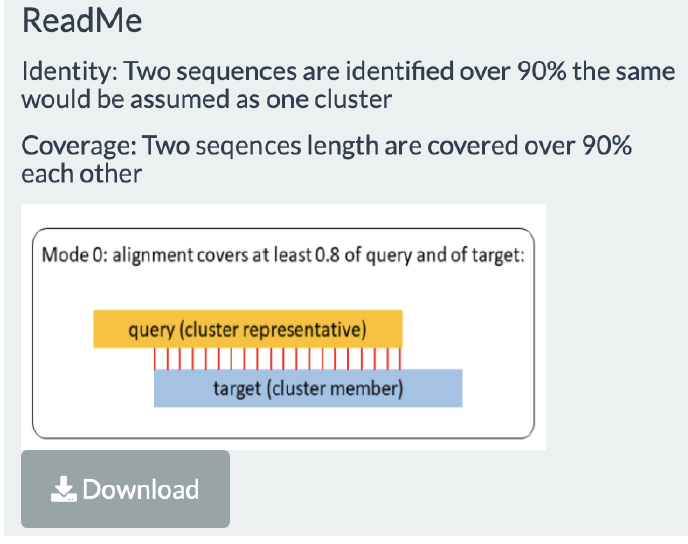 ReadMe
Identity: Two sequences are identified over 90% the same
would be assumed as one cluster
Coverage: Two seqences length are covered over 90%
each other
Mode 0: alignment covers at least 0.8 of query and of target:
query (cluster representative)
target (cluster member)
Download